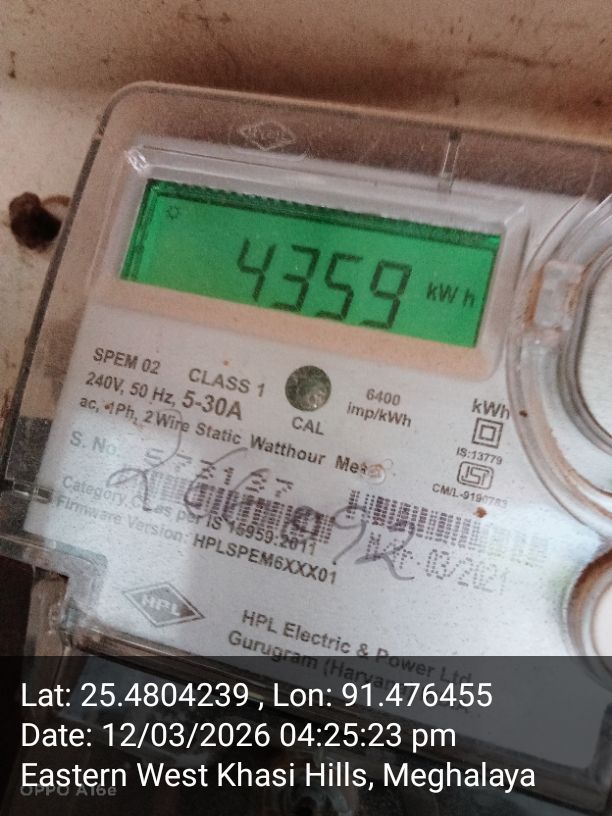 4359 kWh
SPEM 02 CLASS 1
6400
imp/kWh
kWh
240V, 50 Hz, 5-30A
CAL
IS:13779
ac, 1Ph, 2 Wire Static Watthour Meter
CM/L-9190783
S. No.
Category C1 as per IS 15959:2011
03/2021
Firmware Version: HPLSPEM6XXX01
HPL
HPL Electric & Power Ltd
Gurugram (Haryana
Lat: 25.4804239 , Lon: 91.476455
Date: 12/03/2026 04:25:23 pm
Eastern West Khasi Hills, Meghalaya
OPPO A16e